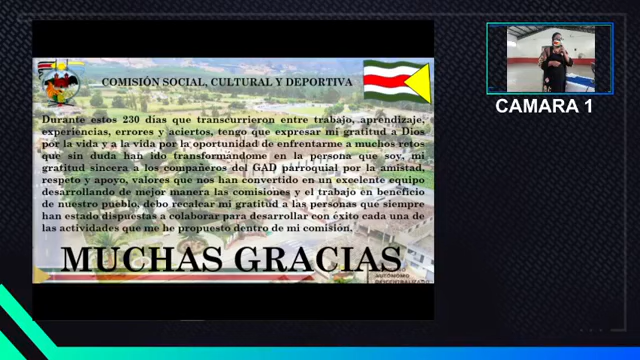 COMISIÓN SOCIAL, CULTURAL Y DEPORTIVA
Durante estos 230 días que transcurrieron entre trabajo, aprendizaje,
experiencias, errores y aciertos, tengo que expresar mi gratitud a Dios
por la vida y a la vida por la oportunidad de enfrentarme a muchos retos
que sin duda han ido transformándome en la persona que soy, mi
gratitud sincera a los compañeros del GAD parroquial por la amistad,
respeto y apoyo, valores que nos han convertido en un excelente equipo
desarrollando de mejor manera las comisiones y el trabajo en beneficio
de nuestro pueblo, debo recalcar mi gratitud a las personas que siempre
han estado dispuestas a colaborar para desarrollar con éxito cada una de
las actividades que me he propuesto dentro de mi comisión,
MUCHAS GRACIAS
AUTÓNOMO
DESCENTRALIZADO
CAMARA 1